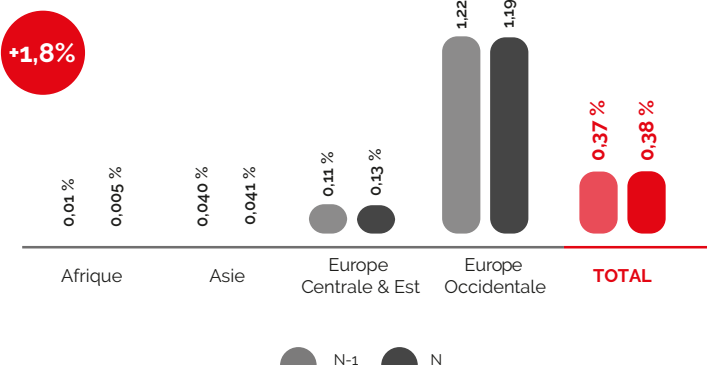 +1,8%
0,01 %
0,005 %
0,040 %
0,041 %
0,11 %
0,13 %
1,22
1,19
0,37 %
0,38 %
Afrique
Asie
Europe
Centrale & Est
Europe
Occidentale
TOTAL
N-1
N